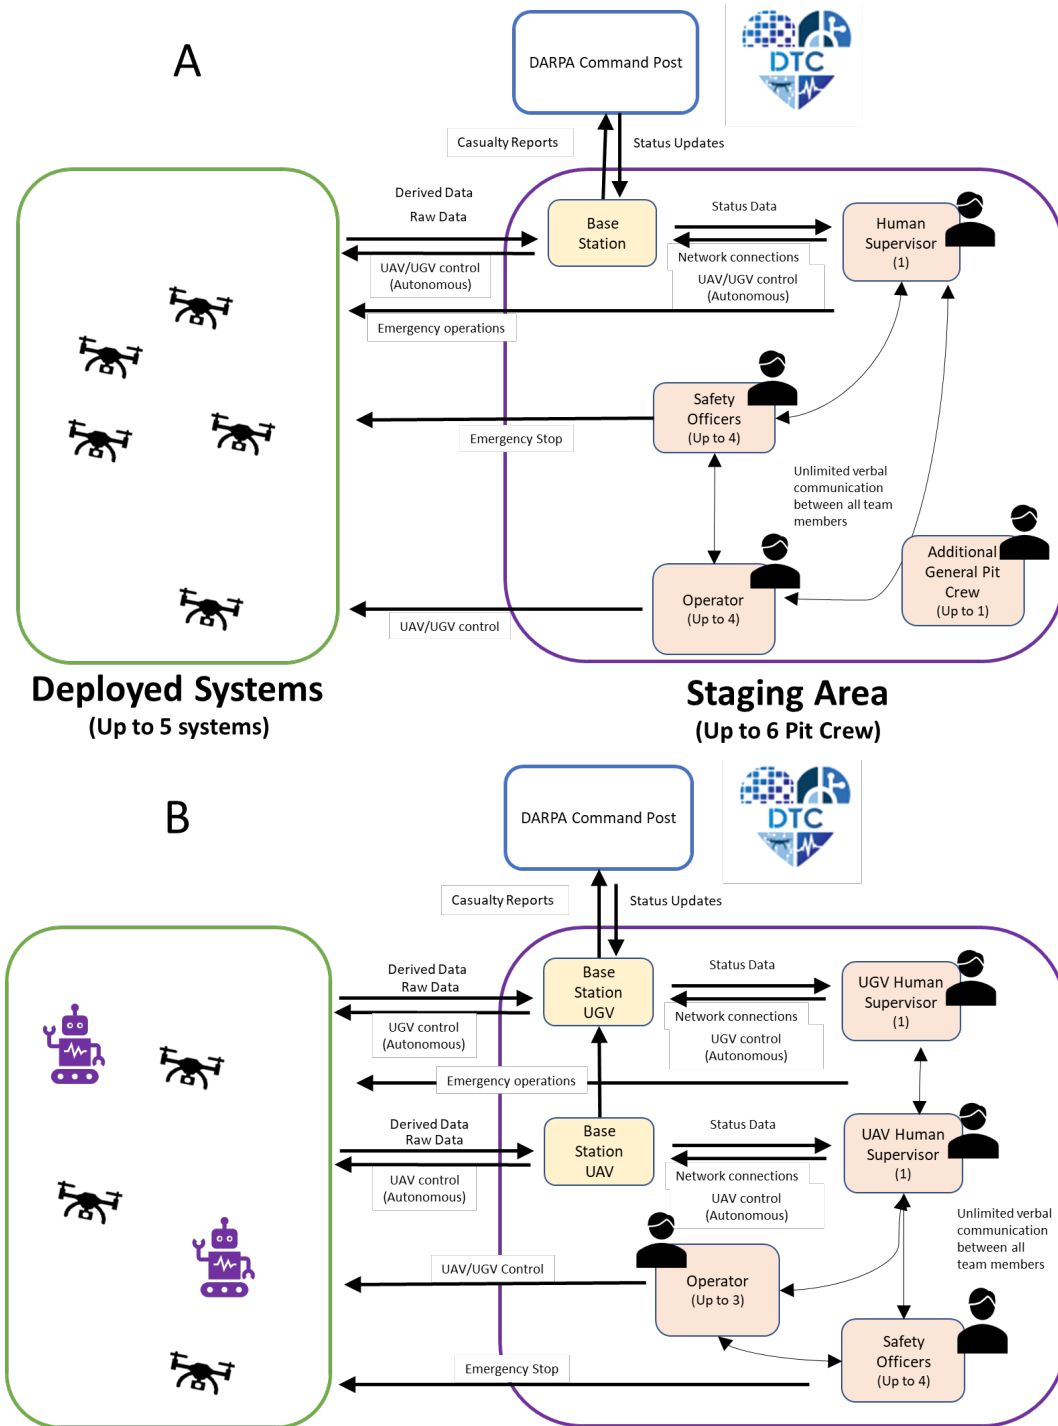 A
DARPA Command Post
DTC
Casualty Reports
Status Updates
Derived Data
Raw Data
Base
Station
Status Data
Human
Supervisor
(1)
UAV/UGV control
(Autonomous)
Network connections
UAV/UGV control
(Autonomous)
Emergency operations
Safety
Officers
(Up to 4)
Emergency Stop
Unlimited verbal
communication
between all team
members
Additional
General Pit
Crew
(Up to 1)
Operator
(Up to 4)
UAV/UGV control
Deployed Systems
(Up to 5 systems)
Staging Area
(Up to 6 Pit Crew)
B
DARPA Command Post
DTC
Casualty Reports
Status Updates
Derived Data
Raw Data
Base
Station
UGV
Status Data
UGV Human
Supervisor
(1)
UGV control
(Autonomous)
Network connections
UGV control
(Autonomous)
Emergency operations
Derived Data
Raw Data
Base
Station
UAV
Status Data
UAV Human
Supervisor
(1)
UAV control
(Autonomous)
Network connections
UAV control
(Autonomous)
Unlimited verbal
communication
between all
team members
UAV/UGV Control
Operator
(Up to 3)
Safety
Officers
(Up to 4)
Emergency Stop